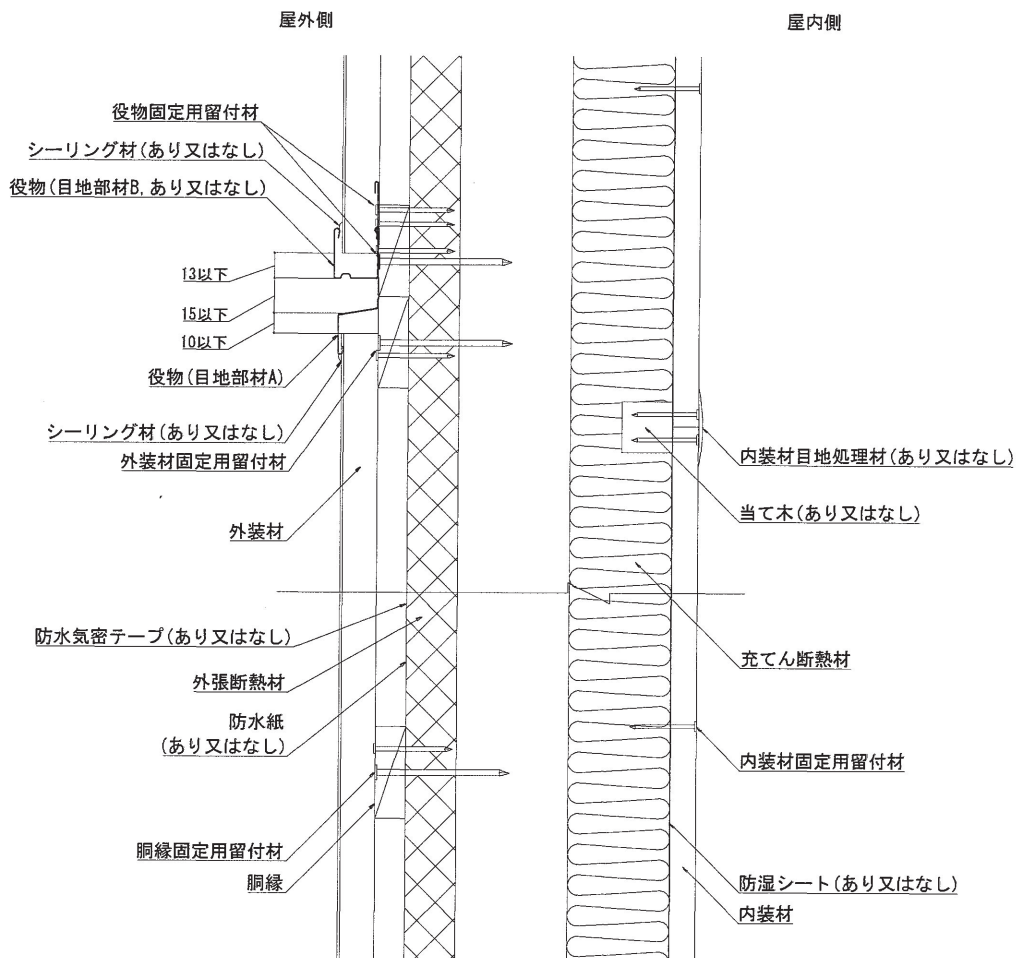 屋外側
屋内側
役物固定用留付材
シーリング材(あり又はなし)
役物(目地部材B,あり又はなし)
13以下
15以下
10以下
役物(目地部材A)
シーリング材(あり又はなし)
外装材固定用留付材
外装材
防水気密テープ(あり又はなし)
外張断熱材
防水紙
(あり又はなし)
胴縁固定用留付材
胴縁
内装材目地処理材(あり又はなし)
当て木(あり又はなし)
充てん断熱材
内装材固定用留付材
防湿シート(あり又はなし)
内装材